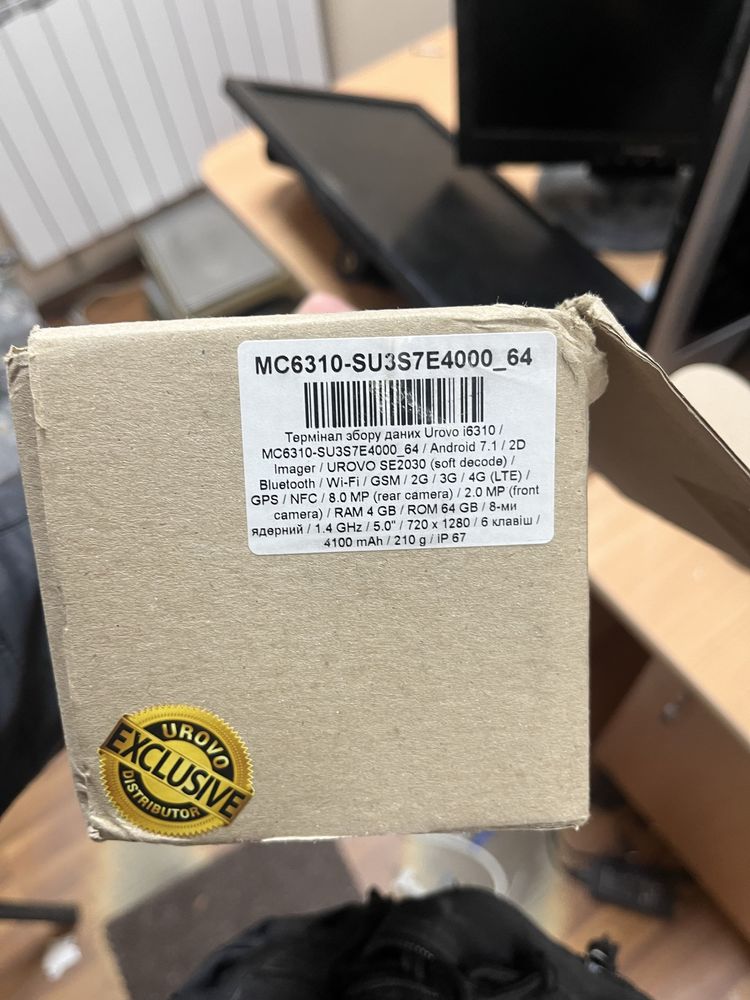 MC6310-SU3S7E4000_64
Термінал збору даних Urovo i6310 /
MC6310-SU3S7E4000_64 / Android 7.1 / 2D
Imager / UROVO SE2030 (soft decode) /
Bluetooth / Wi-Fi / GSM / 2G / 3G / 4G (LTE) /
GPS / NFC / 8.0 MP (rear camera) / 2.0 MP (front
camera) / RAM 4 GB / ROM 64 GB / 8-ми
ядерний / 1.4 GHz / 5.0" / 720 x 1280 / 6 клавіш /
4100 mAh / 210 g / iP 67
UROVO
EXCLUSIVE
DISTRIBUTOR